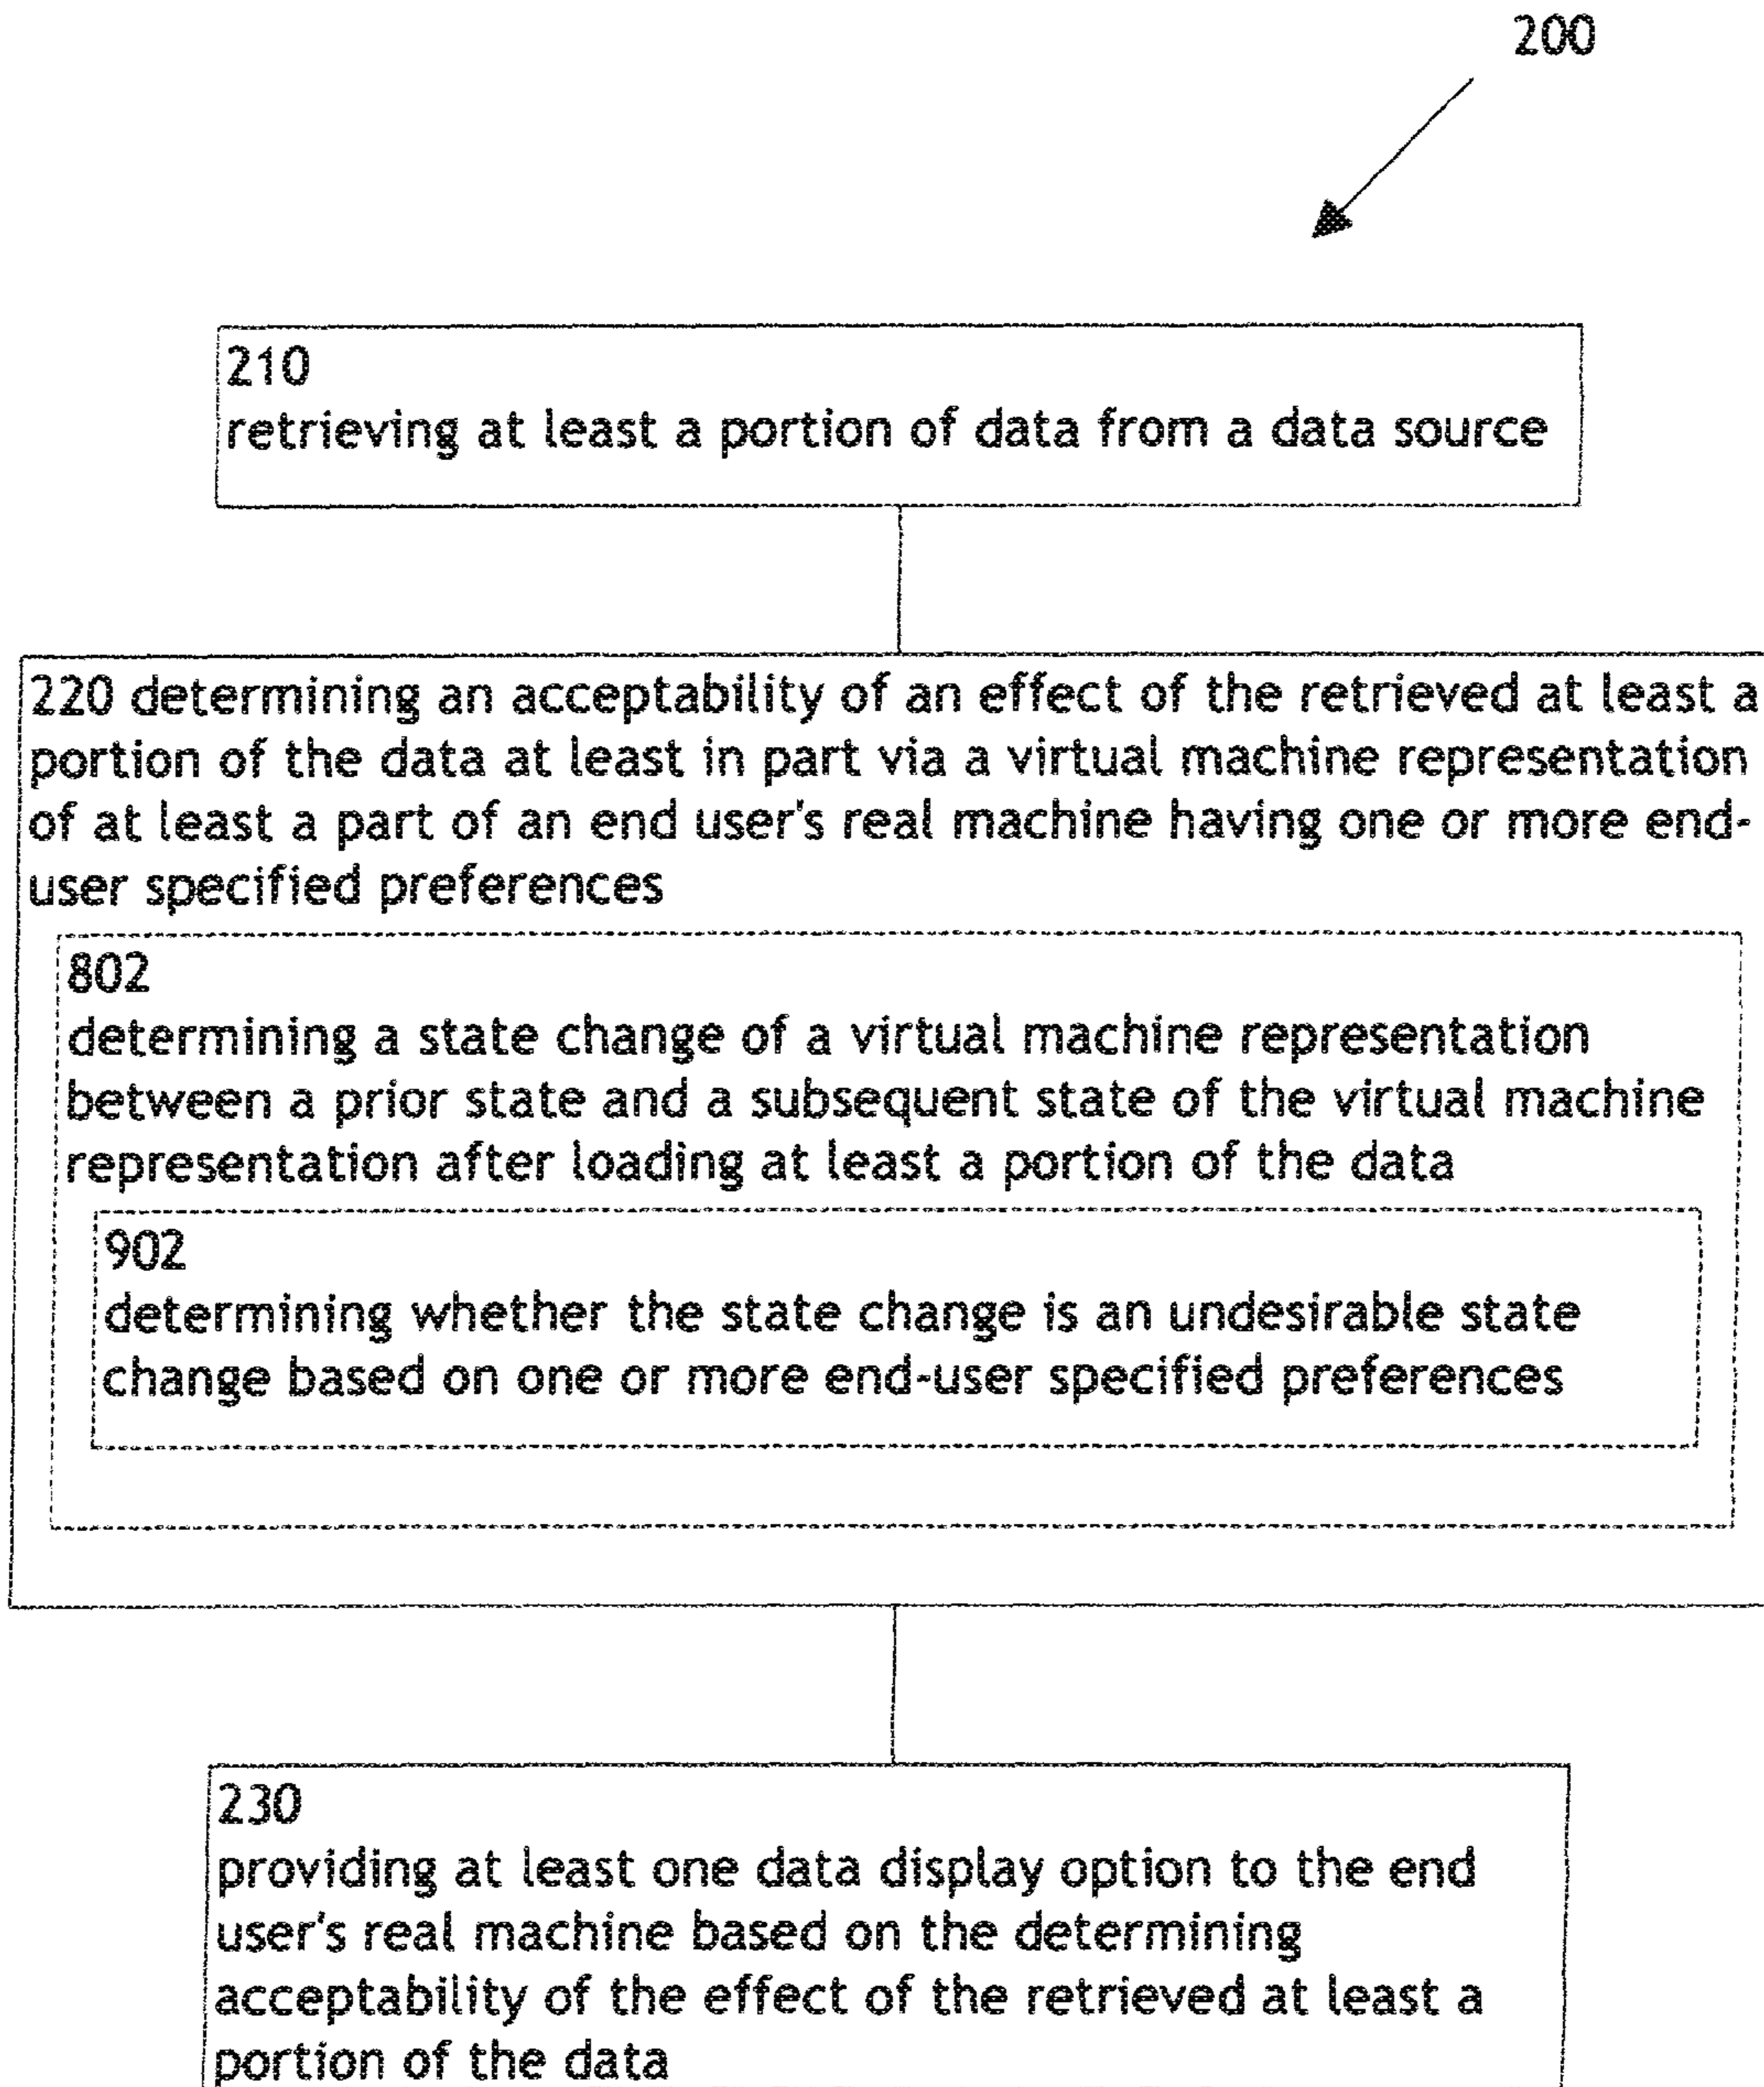 200
210
retrieving at least a portion of data from a data source
220 determining an acceptability of an effect of the retrieved at least a
portion of the data at least in part via a virtual machine representation
of at least a part of an end user's real machine having one or more end-
user specified preferences
802
determining a state change of a virtual machine representation
between a prior state and a subsequent state of the virtual machine
representation after loading at least a portion of the data
902
determining whether the state change is an undesirable state
change based on one or more end-user specified preferences
230
providing at least one data display option to the end
user's real machine based on the determining
acceptability of the effect of the retrieved at least a
portion of the data